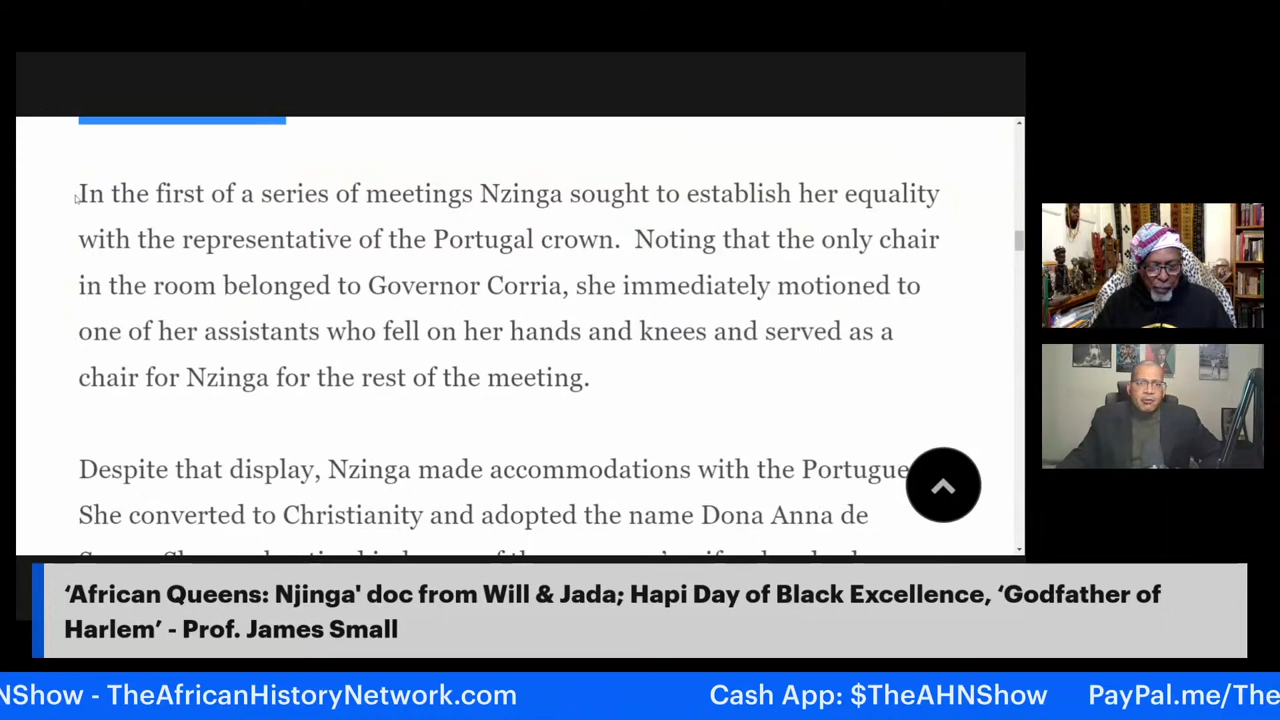 In the first of a series of meetings Nzinga sought to establish her equality
with the representative of the Portugal crown.  Noting that the only chair
in the room belonged to Governor Corria, she immediately motioned to
one of her assistants who fell on her hands and knees and served as a
chair for Nzinga for the rest of the meeting.
Despite that display, Nzinga made accommodations with the Portugue
She converted to Christianity and adopted the name Dona Anna de
‘African Queens: Njinga' doc from Will & Jada; Hapi Day of Black Excellence, ‘Godfather of
Harlem’ - Prof. James Small
NShow - TheAfricanHistoryNetwork.com Cash App: $TheAHNShow PayPal.me/The